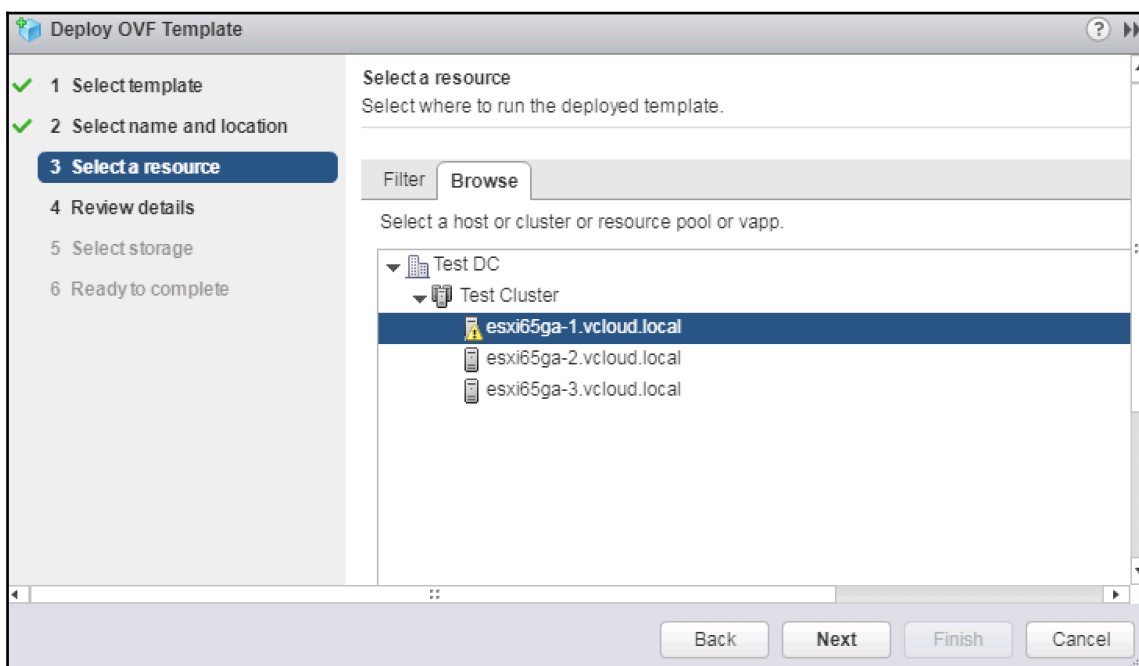 Deploy OVF Template
?
1 Select template
2 Select name and location
3 Select a resource
4 Review details
5 Select storage
6 Ready to complete
Select a resource
Select where to run the deployed template.
Filter Browse
Select a host or cluster or resource pool or vapp.
Test DC
Test Cluster
esxi65ga-1.vcloud.local
esxi65ga-2.vcloud.local
esxi65ga-3.vcloud.local
Back Next Finish Cancel